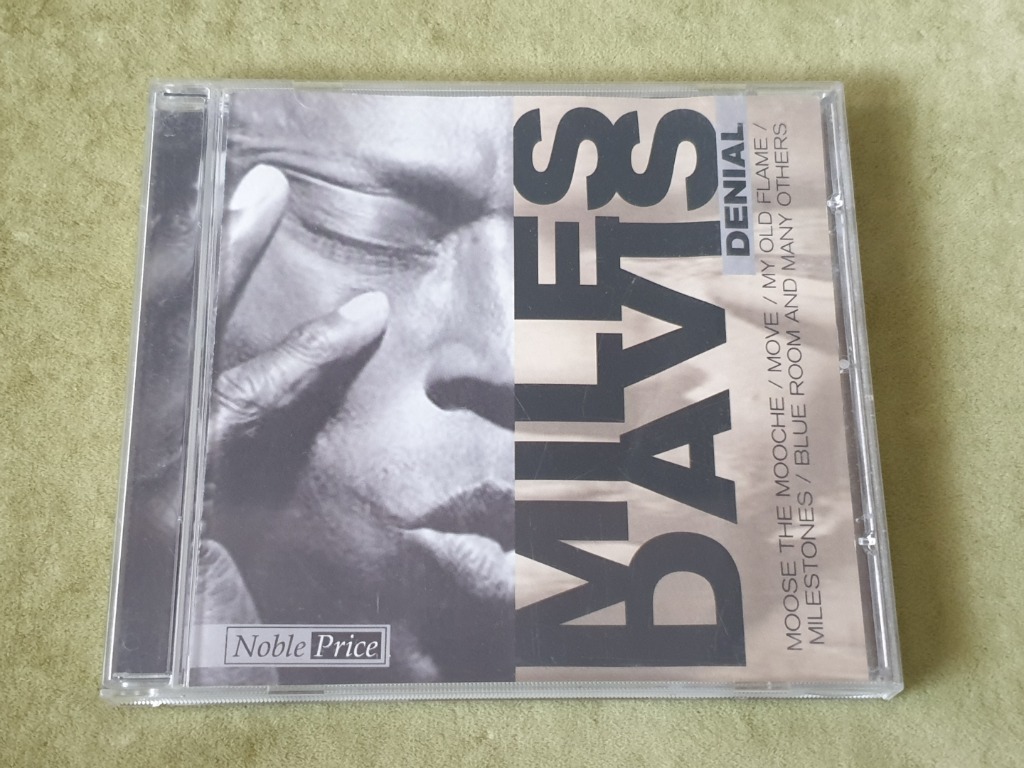 MILES
DAVIS
DENIAL
MOOSE THE MOOCHE / MOVE / MY OLD FLAME /
MILESTONES / BLUE ROOM AND MANY OTHERS
Noble Price